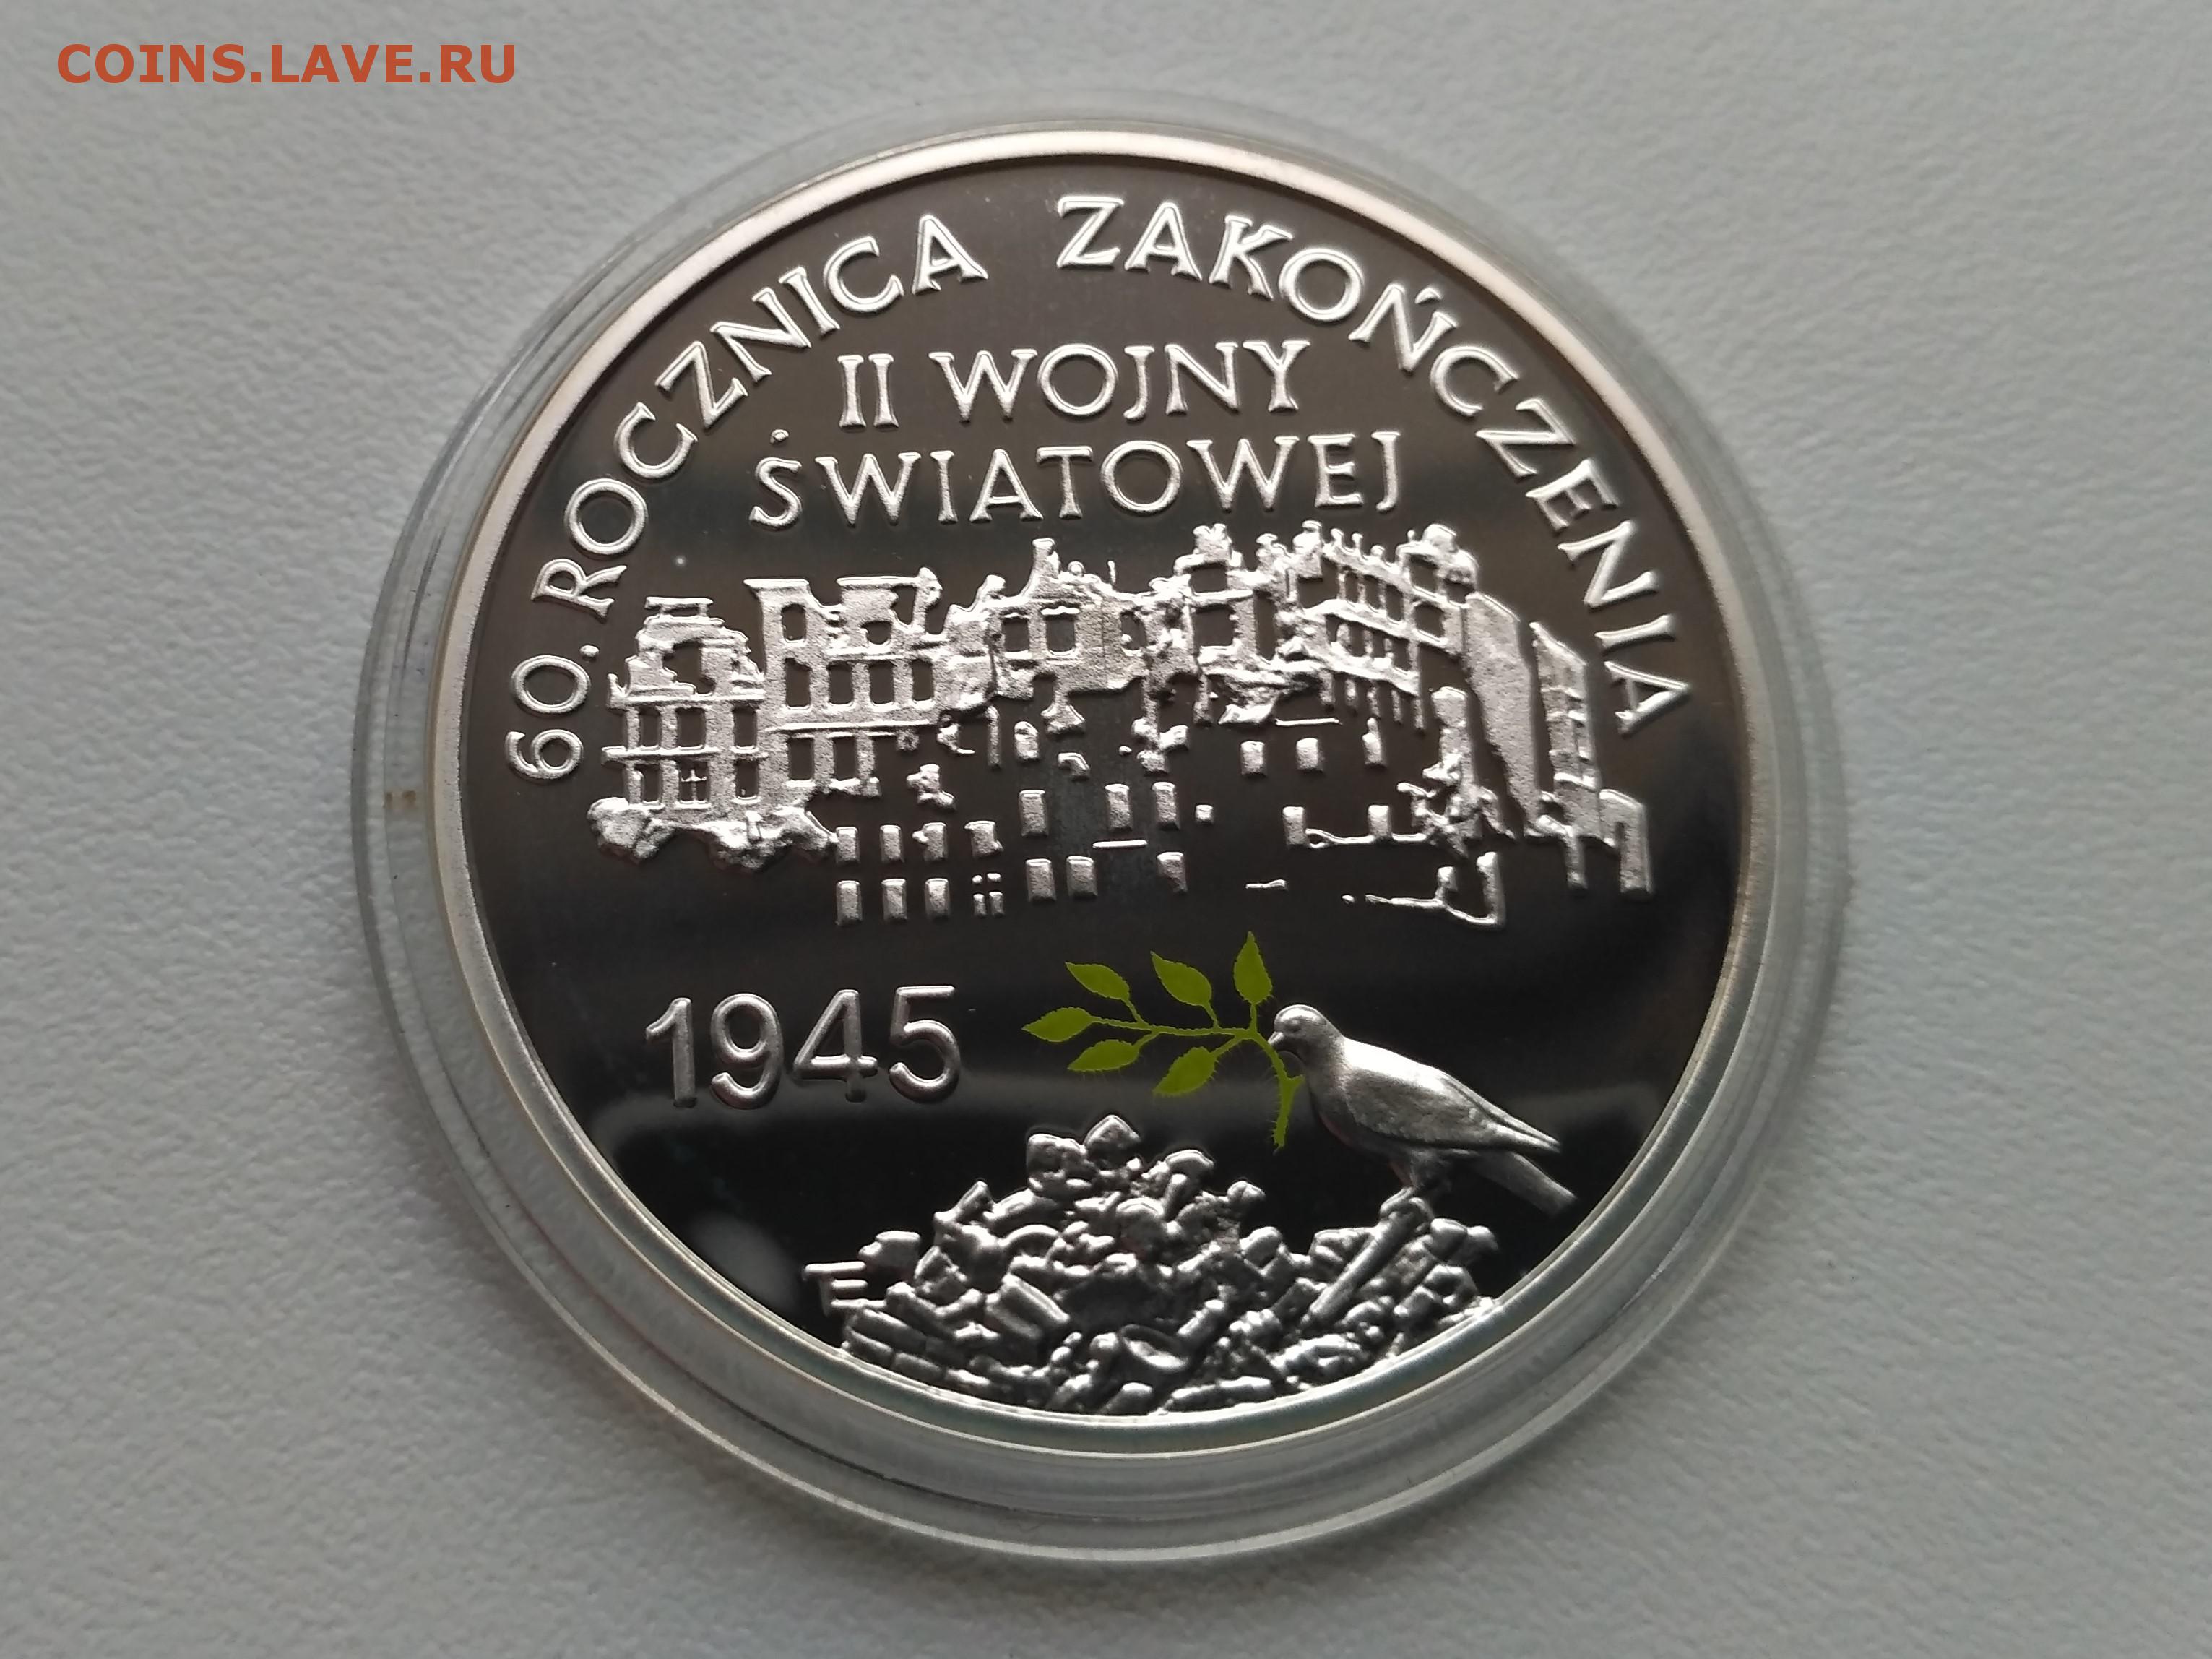 COINS.LAVE.RU
60. ROCZNICA ZAKOŃCZENIA
II WOJNY
ŚWIATOWEJ
1945